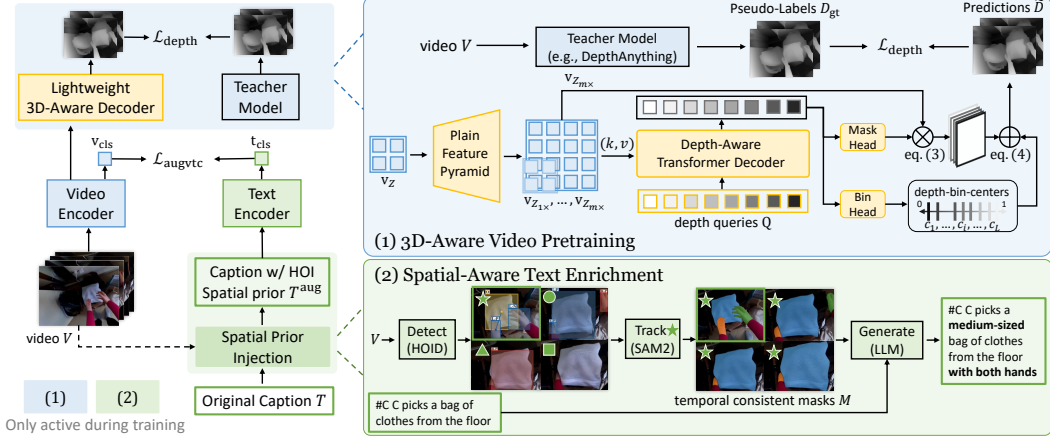 ℒdepth
Lightweight
3D-Aware Decoder
Teacher
Model
vcls
tcls
ℒaugvtc
Video
Encoder
Text
Encoder
Caption w/ HOI
Spatial prior Taug
video V
Spatial Prior
Injection
Original Caption T
(1)
(2)
Only active during training
Pseudo-Labels Dgt
Predictions D̂
video V
Teacher Model
(e.g., DepthAnything)
ℒdepth
vZm×
vZ
Plain
Feature
Pyramid
(k, v)
vZ1×, … , vZm×
Depth-Aware
Transformer Decoder
depth queries Q
Mask
Head
eq. (3)
eq. (4)
Bin
Head
depth-bin-centers
0
1
c1, … , ci, … , cL
(1) 3D-Aware Video Pretraining
(2) Spatial-Aware Text Enrichment
V
Detect
(HOID)
Track
(SAM2)
Generate
(LLM)
#C C picks a
medium-sized
bag of clothes
from the floor
with both hands
#C C picks a bag of
clothes from the floor
temporal consistent masks M